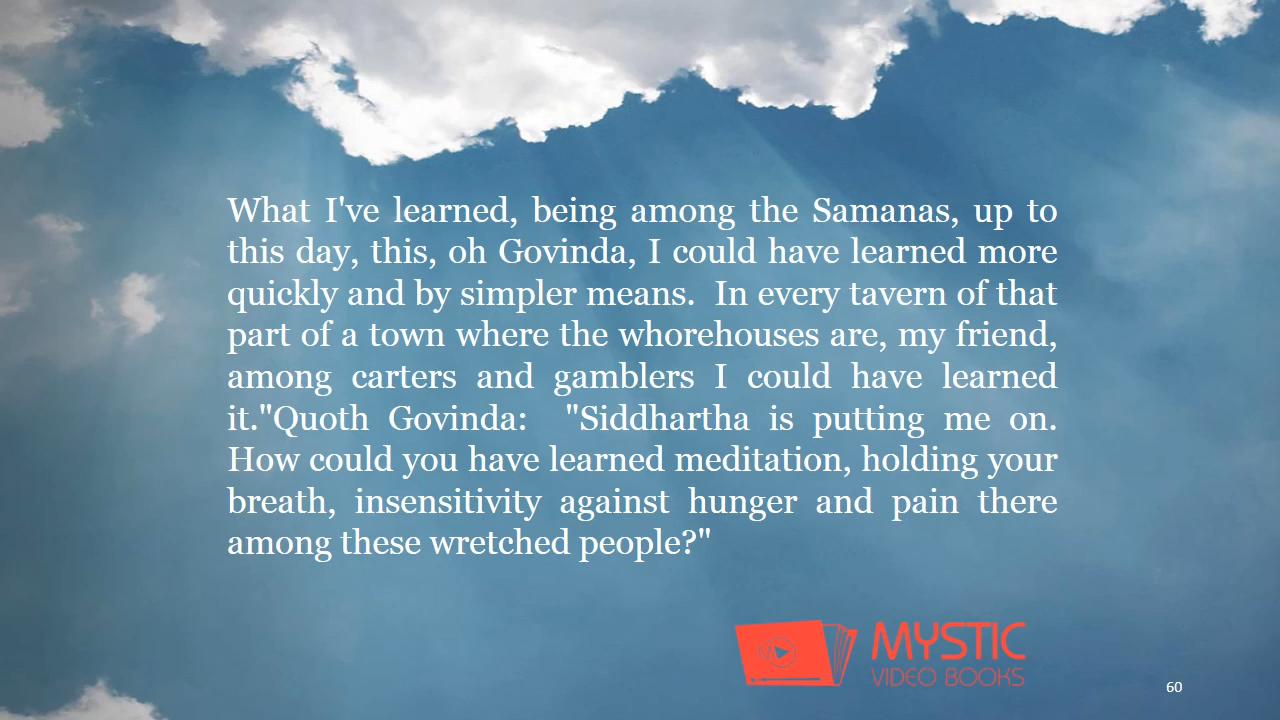 What I've learned, being among the Samanas, up to
this day, this, oh Govinda, I could have learned more
quickly and by simpler means.  In every tavern of that
part of a town where the whorehouses are, my friend,
among carters and gamblers I could have learned
it."Quoth Govinda:  "Siddhartha is putting me on.
How could you have learned meditation, holding your
breath, insensitivity against hunger and pain there
among these wretched people?"
MYSTIC
VIDEO BOOKS
60